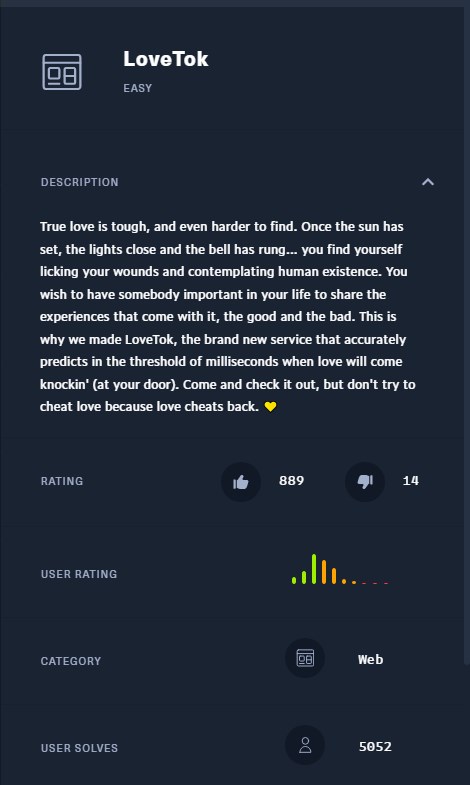 LoveTok
EASY
DESCRIPTION
True love is tough, and even harder to find. Once the sun has
set, the lights close and the bell has rung... you find yourself
licking your wounds and contemplating human existence. You
wish to have somebody important in your life to share the
experiences that come with it, the good and the bad. This is
why we made LoveTok, the brand new service that accurately
predicts in the threshold of milliseconds when love will come
knockin' (at your door). Come and check it out, but don't try to
cheat love because love cheats back. 💛
RATING 889 14
USER RATING
CATEGORY Web
USER SOLVES 5052